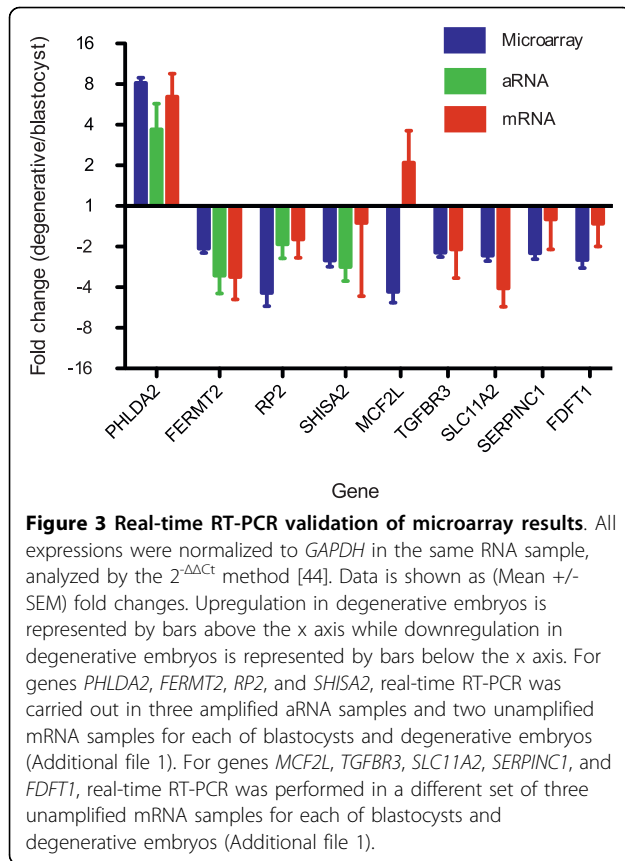 Fold change (degenerative/blastocyst)
16
8
4
2
1
-2
-4
-8
-16
Microarray
aRNA
mRNA
PHLDA2
FERMT2
RP2
SHISA2
MCF2L
TGFBR3
SLC11A2
SERPINC1
FDFT1
Gene
Figure 3 Real-time RT-PCR validation of microarray results. All
expressions were normalized to GAPDH in the same RNA sample,
analyzed by the 2-ΔΔCt method [44]. Data is shown as (Mean +/-
SEM) fold changes. Upregulation in degenerative embryos is
represented by bars above the x axis while downregulation in
degenerative embryos is represented by bars below the x axis. For
genes PHLDA2, FERMT2, RP2, and SHISA2, real-time RT-PCR was
carried out in three amplified aRNA samples and two unamplified
mRNA samples for each of blastocysts and degenerative embryos
(Additional file 1). For genes MCF2L, TGFBR3, SLC11A2, SERPINC1, and
FDFT1, real-time RT-PCR was performed in a different set of three
unamplified mRNA samples for each of blastocysts and
degenerative embryos (Additional file 1).